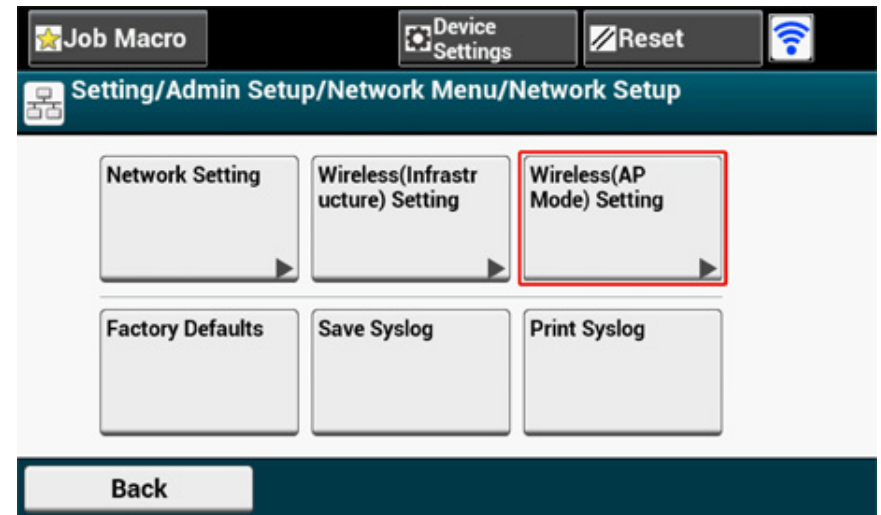 Job Macro
Device
Settings
Reset
Setting/Admin Setup/Network Menu/Network Setup
Network Setting
Wireless(Infrastr
ucture) Setting
Wireless(AP
Mode) Setting
Factory Defaults
Save Syslog
Print Syslog
Back